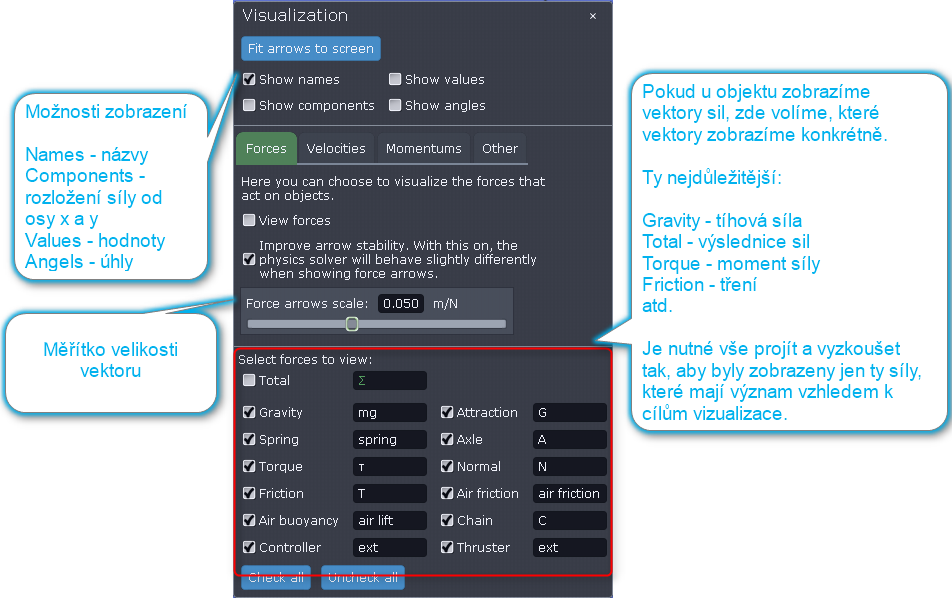 Visualization
×
Fit arrows to screen
Show names
Show values
Show components
Show angles
Forces
Velocities
Momentums
Other
Here you can choose to visualize the forces that
act on objects.
View forces
Improve arrow stability. With this on, the
physics solver will behave slightly differently
when showing force arrows.
Force arrows scale: 0.050 m/N
Select forces to view:
Total Σ
Gravity mg Attraction G
Spring spring Axle A
Torque τ Normal N
Friction T Air friction air friction
Air buoyancy air lift Chain C
Controller ext Thruster ext
Check all
Uncheck all
Možnosti zobrazení
Names - názvy
Components -
rozložení síly od
osy x a y
Values - hodnoty
Angels - úhly
Měřítko velikosti
vektoru
Pokud u objektu zobrazíme
vektory sil, zde volíme, které
vektory zobrazíme konkrétně.
Ty nejdůležitější:
Gravity - tíhová síla
Total - výslednice sil
Torque - moment síly
Friction - tření
atd.
Je nutné vše projít a vyzkoušet
tak, aby byly zobrazeny jen ty síly,
které mají význam vzhledem k
cílům vizualizace.